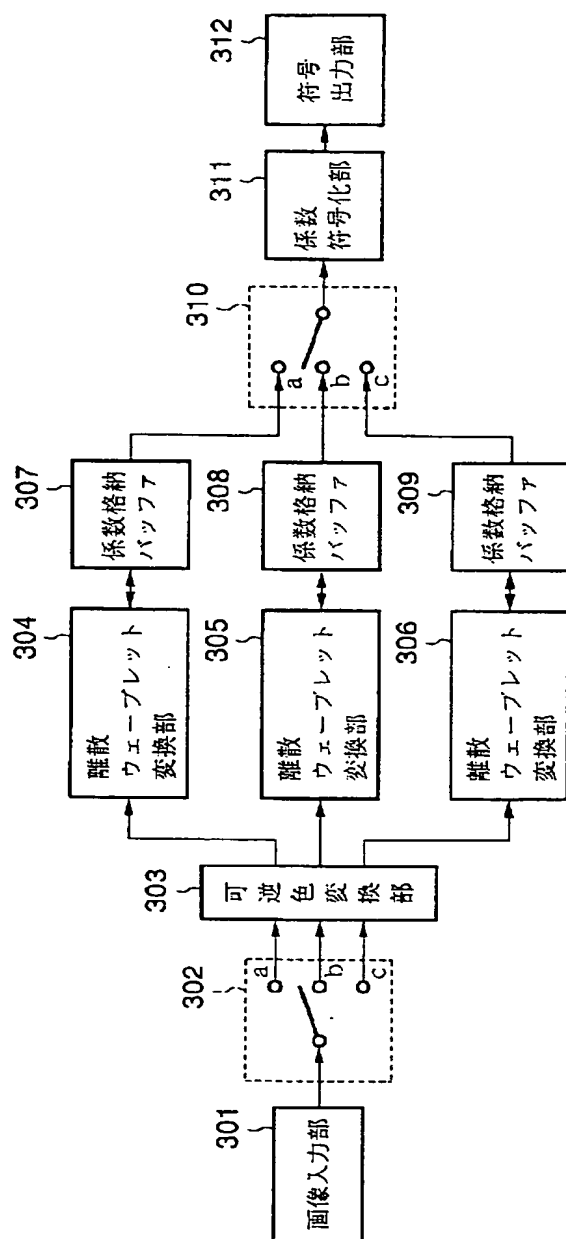 301
画像入力部
302
a
b
c
303
可逆色変換部
304
離散
ウェーブレット
変換部
305
離散
ウェーブレット
変換部
306
離散
ウェーブレット
変換部
307
係数格納
バッファ
308
係数格納
バッファ
309
係数格納
バッファ
310
a
b
c
311
係数
符号化部
312
符号
出力部